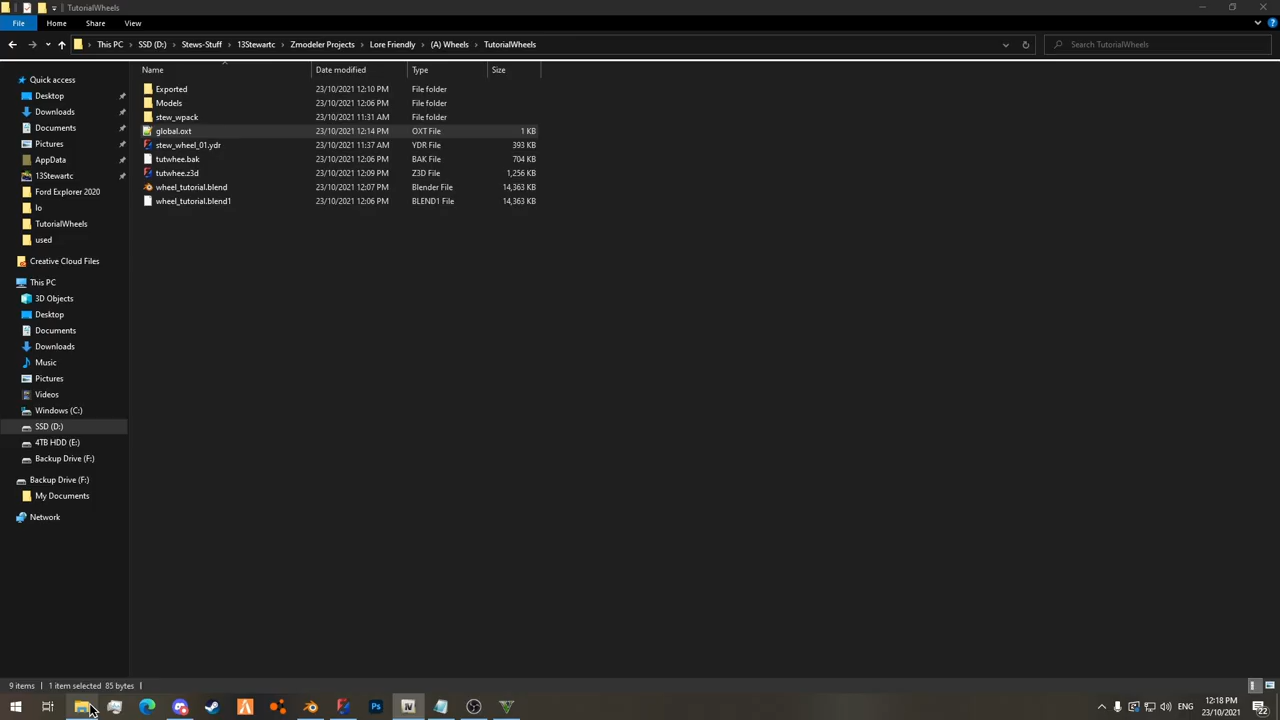 TutorialWheels
File Home Share View
This PC SSD (D:) Stews-Stuff 13Stewartc Zmodeler Projects Lore Friendly (A) Wheels TutorialWheels Search TutorialWheels
Name Date modified Type Size
Quick access
Desktop
Downloads
Documents
Pictures
AppData
13Stewartc
Ford Explorer 2020
lo
TutorialWheels
used
Creative Cloud Files
This PC
3D Objects
Desktop
Documents
Downloads
Music
Pictures
Videos
Windows (C:)
SSD (D:)
4TB HDD (E:)
Backup Drive (F:)
Backup Drive (F:)
My Documents
Network
Exported 23/10/2021 12:10 PM File folder
Models 23/10/2021 12:06 PM File folder
stew_wpack 23/10/2021 11:31 AM File folder
global.oxt 23/10/2021 12:14 PM OXT File 1 KB
stew_wheel_01.ydr 23/10/2021 11:37 AM YDR File 393 KB
tutwhee.bak 23/10/2021 12:06 PM BAK File 704 KB
tutwhee.z3d 23/10/2021 12:09 PM Z3D File 1,256 KB
wheel_tutorial.blend 23/10/2021 12:07 PM Blender File 14,363 KB
wheel_tutorial.blend1 23/10/2021 12:06 PM BLEND1 File 14,363 KB
9 items 1 item selected 85 bytes
Ps IV V ENG 12:18 PM
23/10/2021 22